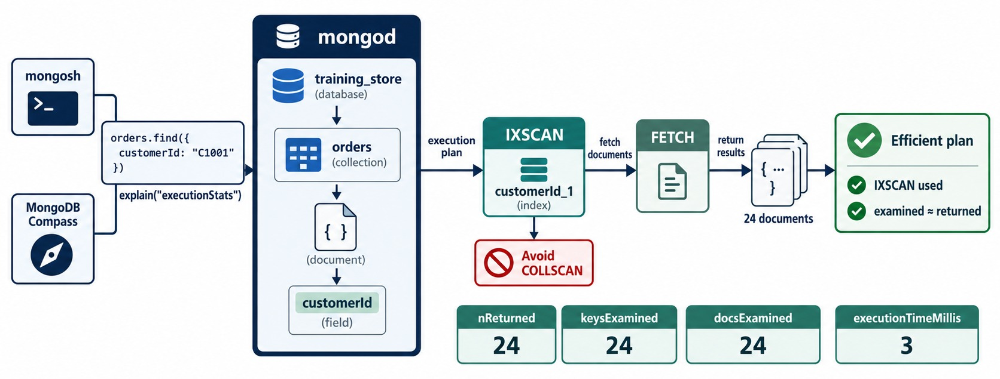 mongosh
>_
MongoDB
Compass
orders.find({
customerId: "C1001"
})
explain("executionStats")
mongod
training_store
(database)
orders
(collection)
{ }
(document)
customerId
(field)
execution
plan
IXSCAN
customerId_1
(index)
Avoid
COLLSCAN
fetch
documents
FETCH
return
results
{ ...
}
24 documents
Efficient plan
IXSCAN used
examined ≈ returned
nReturned
24
keysExamined
24
docsExamined
24
executionTimeMillis
3